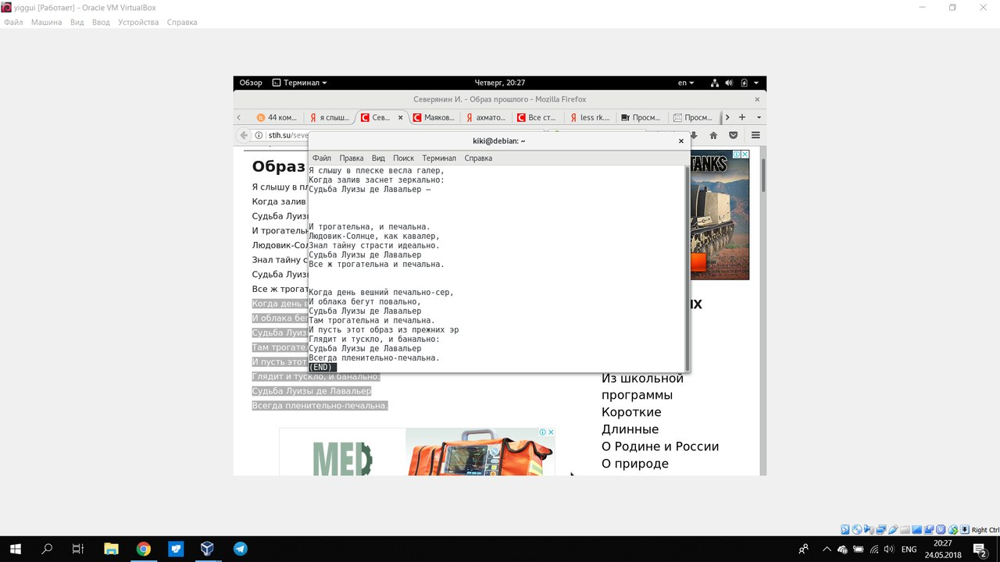 yiggui [Работает] - Oracle VM VirtualBox
Файл Машина Вид Ввод Устройства Справка
Обзор Терминал Четверг, 20:27 en
Северянин И. - Образ прошлого - Mozilla Firefox
44 ком... я слыш... Сев... Маяков... ахмато... Все ст... less rk.... Просм... Просм...
stih.su/seve
kiki@debian: ~
Файл Правка Вид Поиск Терминал Справка
Я слышу в плеске весла галер,
Когда залив заснет зеркально:
Судьба Луизы де Лавальер —
И трогательна, и печальна.
Людовик-Солнце, как кавалер,
Знал тайну страсти идеально.
Судьба Луизы де Лавальер
Все ж трогательна и печальна.
Когда день вешний печально-сер,
И облака бегут повально,
Судьба Луизы де Лавальер
Там трогательна и печальна.
И пусть этот образ из прежних эр
Глядит и тускло, и банально:
Судьба Луизы де Лавальер
Всегда пленительно-печальна.
(END)
Образ
Я слышу в пл
Когда залив
Судьба Луиз
И трогательн
Людовик-Сол
Знал тайну с
Судьба Луиз
Все ж трогат
Когда день в
И облака бег
Судьба Луиз
Там трогате
И пусть этот
Глядит и тускло, и банально:
Судьба Луизы де Лавальер
Всегда пленительно-печальна.
TANKS
ых
Из школьной
программы
Короткие
Длинные
О Родине и России
О природе
MED
Right Ctrl
ENG
20:27
24.05.2018
2